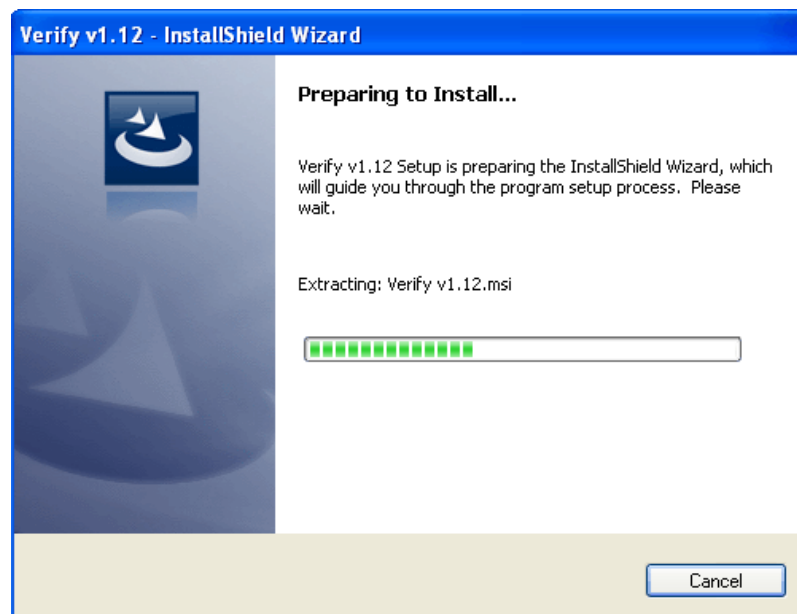 Verify v1.12 - InstallShield Wizard
Preparing to Install...
Verify v1.12 Setup is preparing the InstallShield Wizard, which
will guide you through the program setup process.  Please
wait.
Extracting: Verify v1.12.msi
Cancel